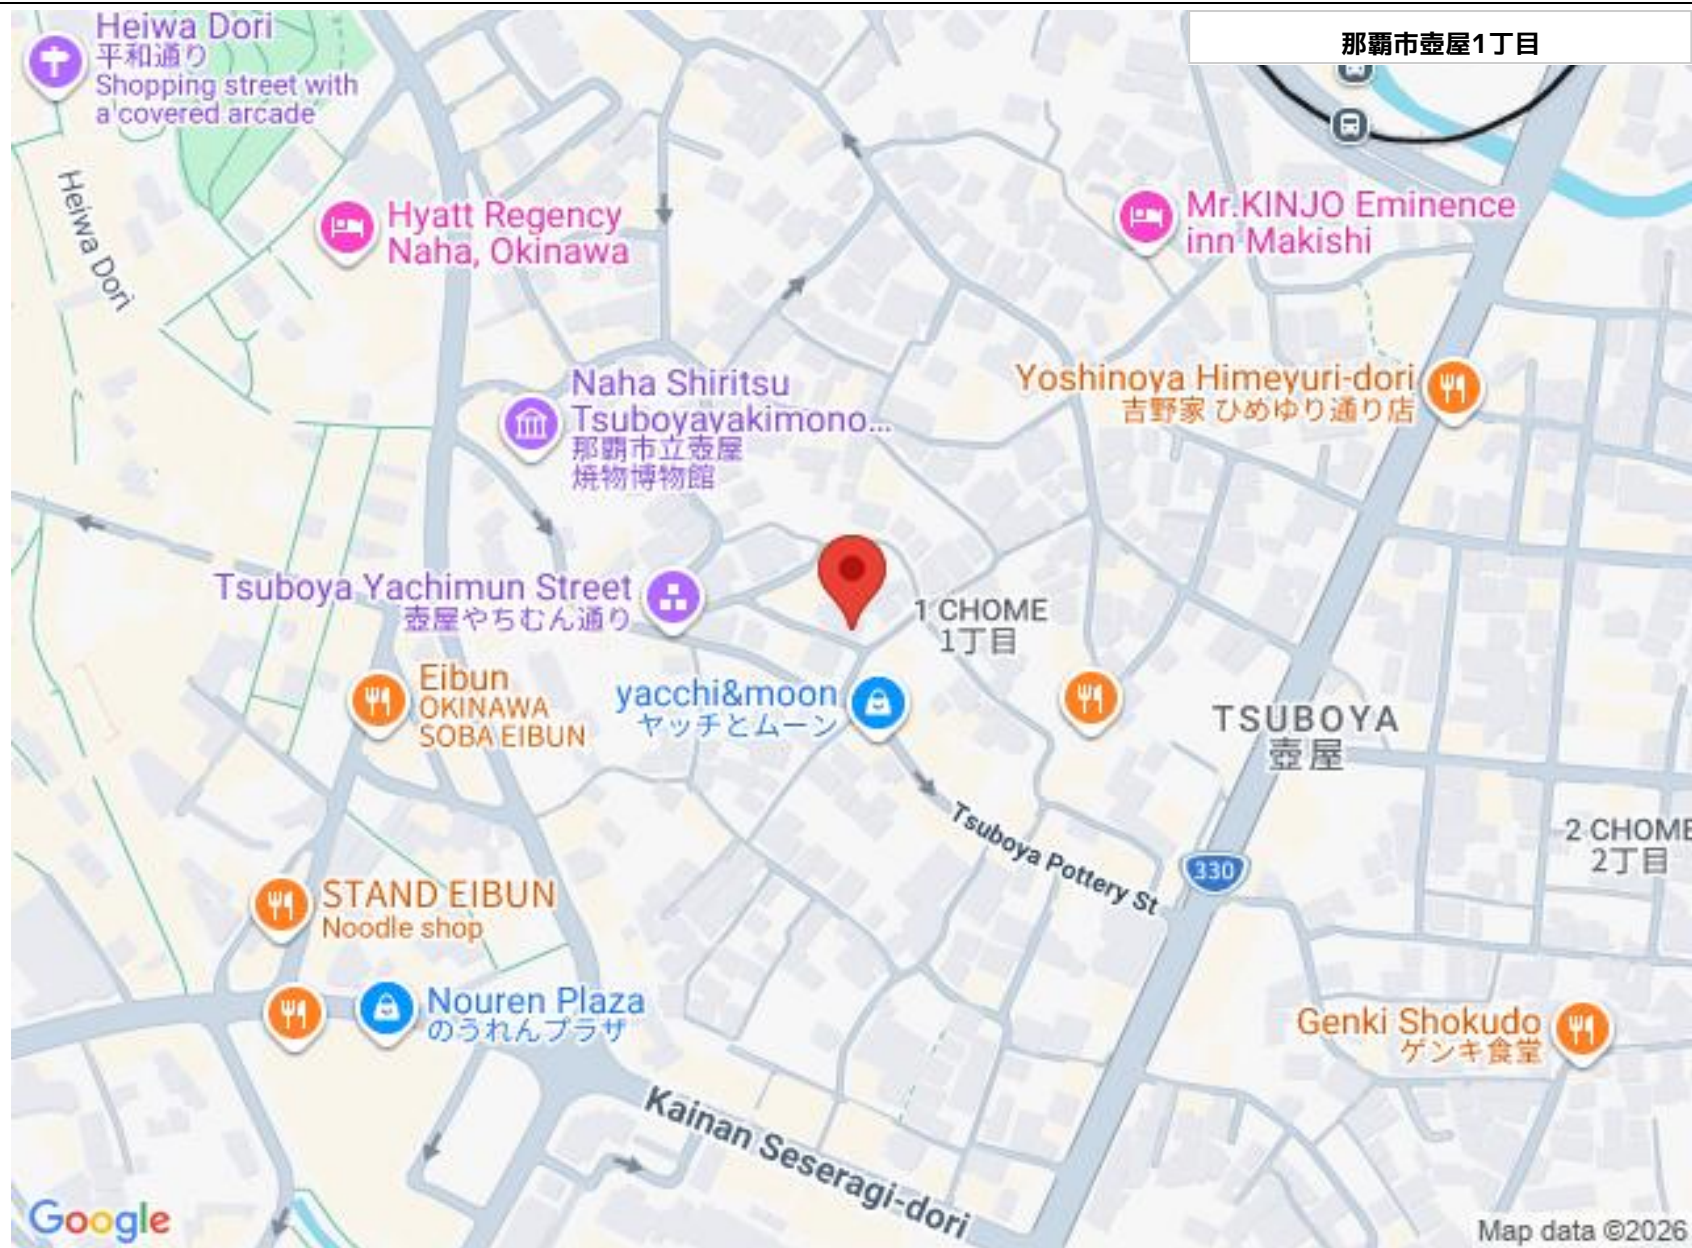 Heiwa Dori
平和通り
Shopping street with
a covered arcade
那覇市壺屋1丁目
Heiwa Dori
Hyatt Regency
Naha, Okinawa
Mr.KINJO Eminence
inn Makishi
Naha Shiritsu
Tsuboyayakimono...
那覇市立壺屋
焼物博物館
Yoshinoya Himeyuri-dori
吉野家 ひめゆり通り店
Tsuboya Yachimun Street
壺屋やちむん通り
1 CHOME
1丁目
Eibun
OKINAWA
SOBA EIBUN
yacchi&moon
ヤッチとムーン
TSUBOYA
壺屋
Tsuboya Pottery St
330
2 CHOME
2丁目
STAND EIBUN
Noodle shop
Nouren Plaza
のうれんプラザ
Genki Shokudo
ゲンキ食堂
Kainan Seseragi-dori
Google
Map data ©2026